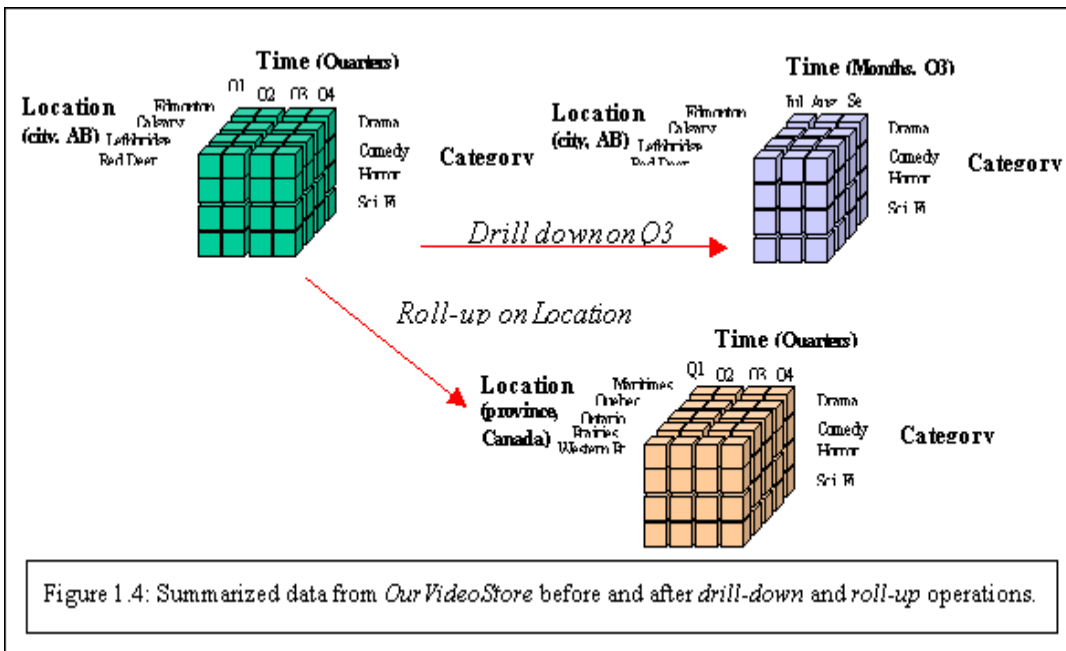 Time (Quarters)
Q1 Q2 Q3 Q4
Location
(city, AB)
Edmonton
Calgary
Lethbridge
Red Deer
Drama
Comedy
Horror
Sci Fi
Category
Drill down on Q3
Time (Months, Q3)
Jul Aug Se
Location
(city, AB)
Edmonton
Calgary
Lethbridge
Red Deer
Drama
Comedy
Horror
Sci Fi
Category
Roll-up on Location
Time (Quarters)
Q1 Q2 Q3 Q4
Location
(province,
Canada)
Maritimes
Quebec
Ontario
Prairies
Western Pr
Drama
Comedy
Horror
Sci Fi
Category
Figure 1.4: Summarized data from OurVideoStore before and after drill-down and roll-up operations.